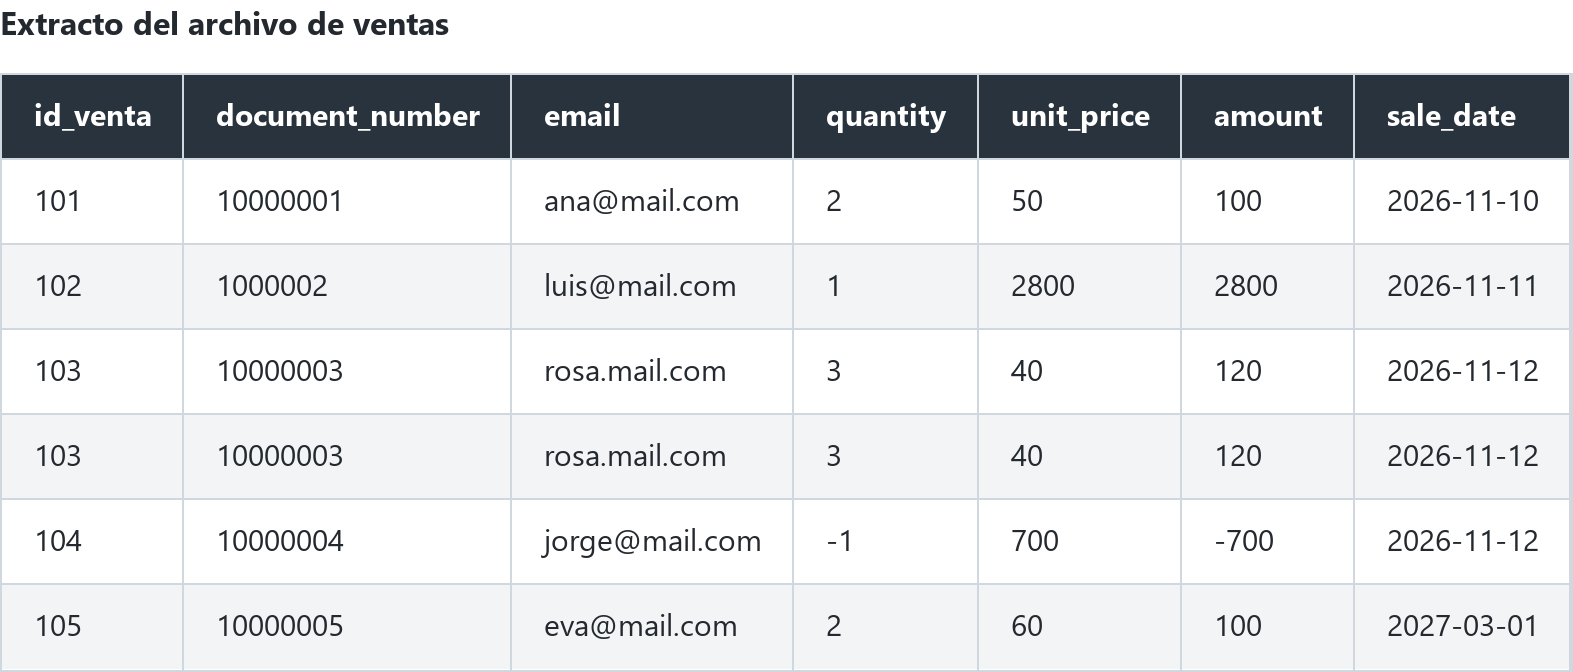 Extracto del archivo de ventas
id_venta document_number email quantity unit_price amount sale_date
101 10000001 ana@mail.com 2 50 100 2026-11-10
102 1000002 luis@mail.com 1 2800 2800 2026-11-11
103 10000003 rosa.mail.com 3 40 120 2026-11-12
103 10000003 rosa.mail.com 3 40 120 2026-11-12
104 10000004 jorge@mail.com -1 700 -700 2026-11-12
105 10000005 eva@mail.com 2 60 100 2027-03-01